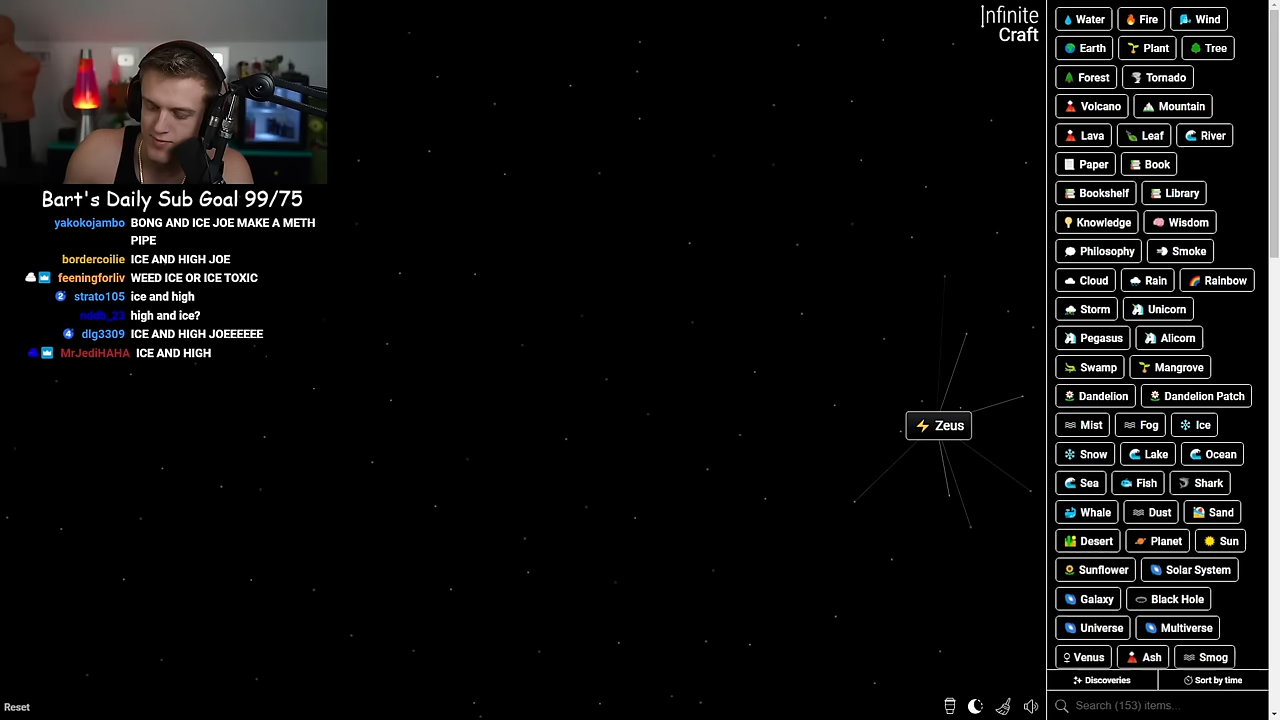 Infinite
Craft
Bart's Daily Sub Goal 99/75
yakokojambo BONG AND ICE JOE MAKE A METH
PIPE
bordercoilie ICE AND HIGH JOE
feeningforliv WEED ICE OR ICE TOXIC
2 strato105 ice and high
nddb_23 high and ice?
4 dlg3309 ICE AND HIGH JOEEEEEE
MrJediHAHA ICE AND HIGH
Zeus
Reset
Water Fire Wind
Earth Plant Tree
Forest Tornado
Volcano Mountain
Lava Leaf River
Paper Book
Bookshelf Library
Knowledge Wisdom
Philosophy Smoke
Cloud Rain Rainbow
Storm Unicorn
Pegasus Alicorn
Swamp Mangrove
Dandelion Dandelion Patch
Mist Fog Ice
Snow Lake Ocean
Sea Fish Shark
Whale Dust Sand
Desert Planet Sun
Sunflower Solar System
Galaxy Black Hole
Universe Multiverse
Venus Ash Smog
Discoveries Sort by time
Search (153) items...